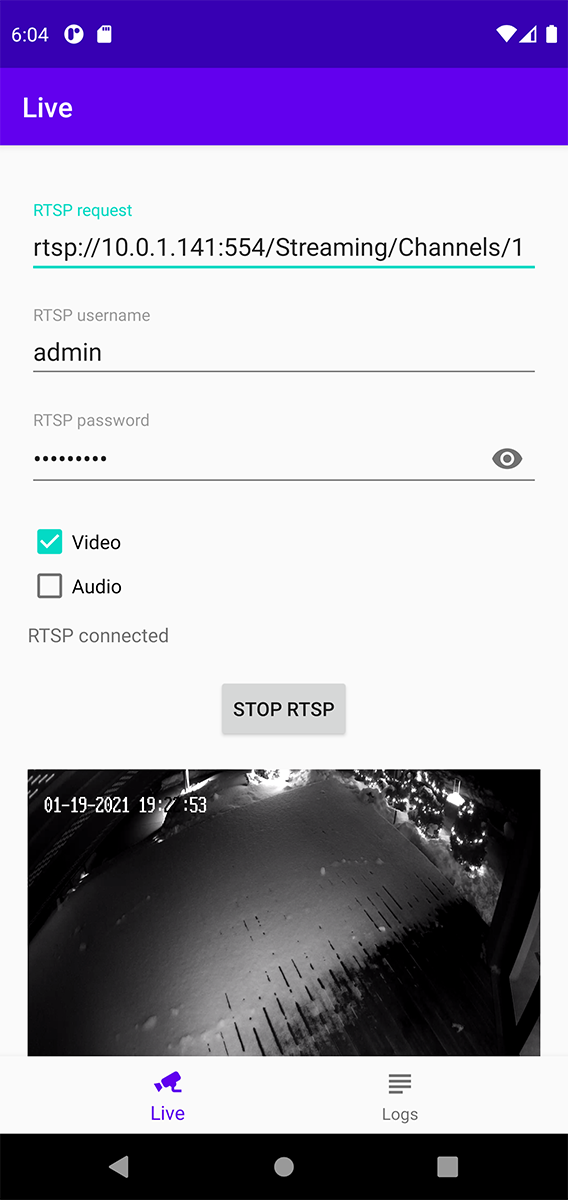 6:04
Live
RTSP request
rtsp://10.0.1.141:554/Streaming/Channels/1
RTSP username
admin
RTSP password
•••••••••
Video
Audio
RTSP connected
STOP RTSP
01-19-2021 19: :53
Live
Logs